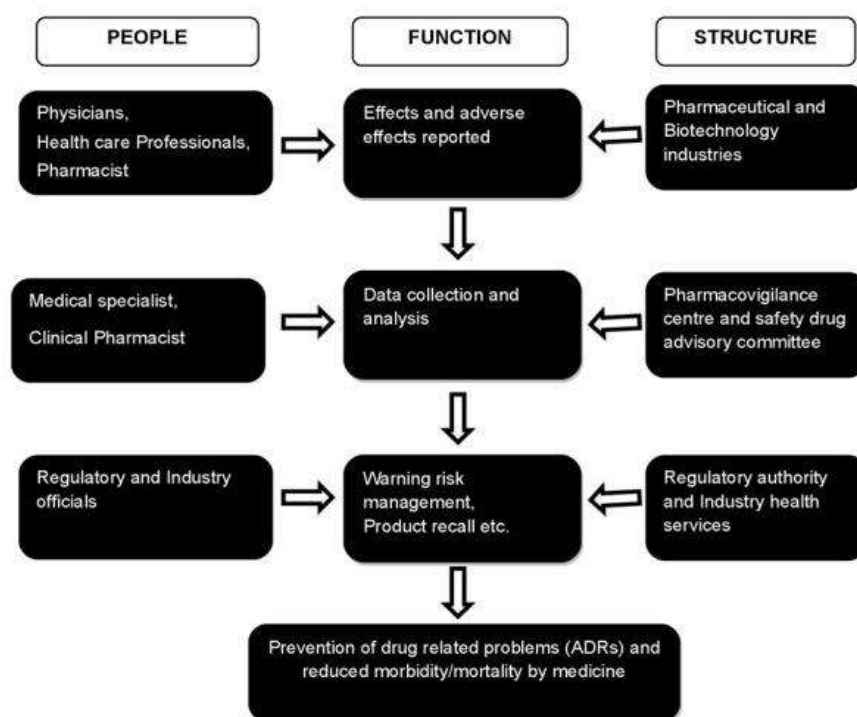 PEOPLE
FUNCTION
STRUCTURE
Physicians,
Health care Professionals,
Pharmacist
Effects and adverse
effects reported
Pharmaceutical and
Biotechnology
industries
Medical specialist,
Clinical Pharmacist
Data collection and
analysis
Pharmacovigilance
centre and safety drug
advisory committee
Regulatory and Industry
officials
Warning risk
management,
Product recall etc.
Regulatory authority
and Industry health
services
Prevention of drug related problems (ADRs) and
reduced morbidity/mortality by medicine